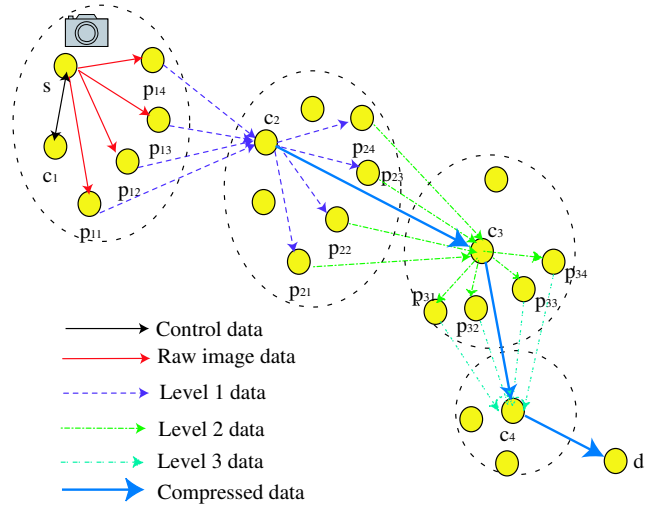 s
p14
c2
p13
c1
p12
p24
p23
p11
p22
c3
p21
p34
p31
p33
p32
Control data
Raw image data
Level 1 data
Level 2 data
Level 3 data
Compressed data
c4
d